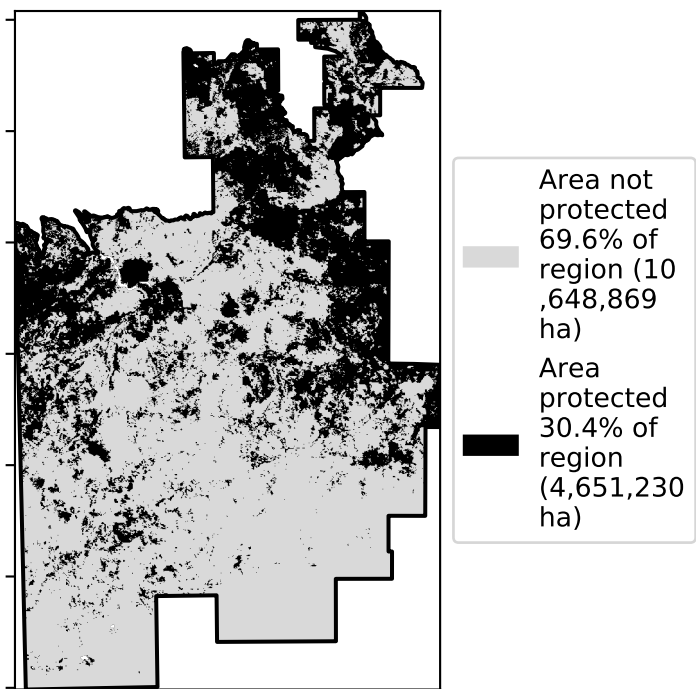 Area not
protected
69.6% of
region (10
,648,869
ha)
Area
protected
30.4% of
region
(4,651,230
ha)